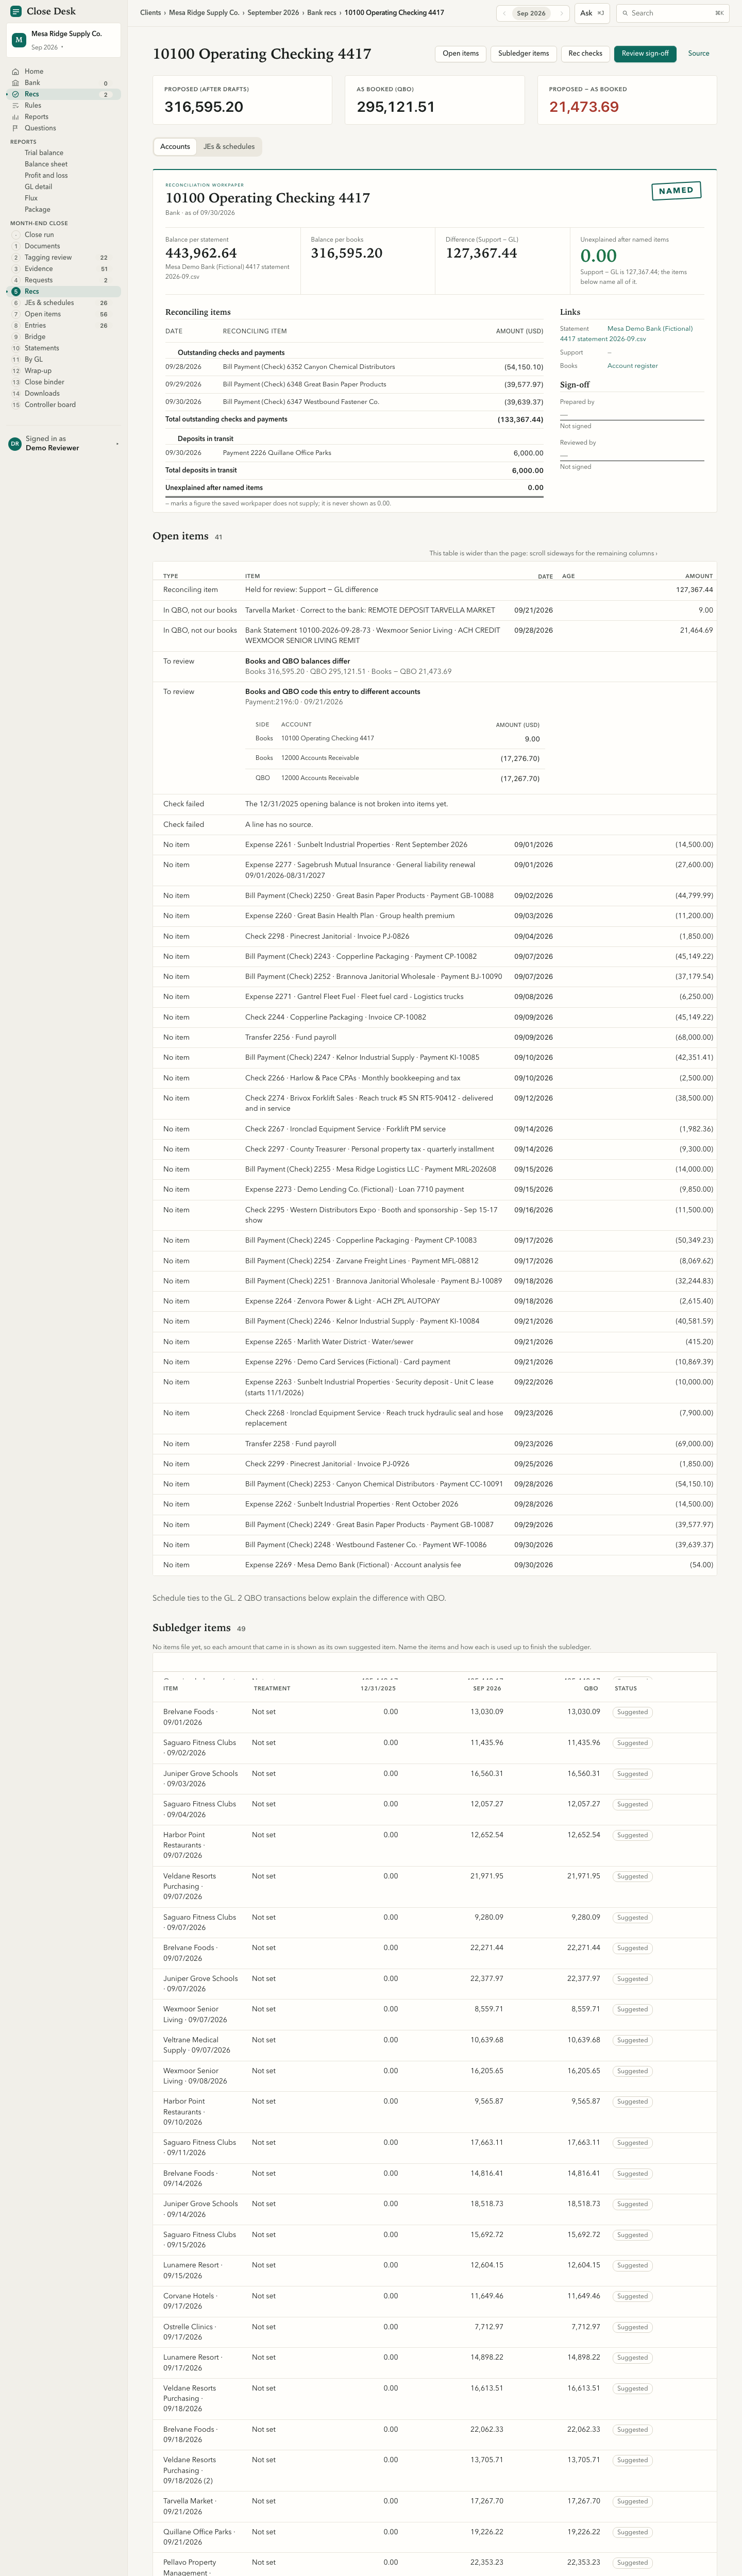 Close Desk
M
Mesa Ridge Supply Co.
Sep 2026
Home
Bank 0
Recs 2
Rules
Reports
Questions
REPORTS
Trial balance
Balance sheet
Profit and loss
GL detail
Flux
Package
MONTH-END CLOSE
Close run
1 Documents
2 Tagging review 22
3 Evidence 51
4 Requests 2
5 Recs
6 JEs & schedules 26
7 Open items 56
8 Entries 26
9 Bridge
10 Statements
11 By GL
12 Wrap-up
13 Close binder
14 Downloads
15 Controller board
DR
Signed in as
Demo Reviewer
Clients › Mesa Ridge Supply Co. › September 2026 › Bank recs › 10100 Operating Checking 4417
‹ Sep 2026 ›
Ask ⌘J
Search ⌘K
10100 Operating Checking 4417
Open items
Subledger items
Rec checks
Review sign-off
Source
PROPOSED (AFTER DRAFTS)
316,595.20
AS BOOKED (QBO)
295,121.51
PROPOSED − AS BOOKED
21,473.69
Accounts
JEs & schedules
RECONCILIATION WORKPAPER
10100 Operating Checking 4417
Bank · as of 09/30/2026
NAMED
Balance per statement
443,962.64
Mesa Demo Bank (Fictional) 4417 statement
2026-09.csv
Balance per books
316,595.20
Difference (Support − GL)
127,367.44
Unexplained after named items
0.00
Support − GL is 127,367.44; the items
below name all of it.
Reconciling items
DATE RECONCILING ITEM AMOUNT (USD)
Outstanding checks and payments
09/28/2026 Bill Payment (Check) 6352 Canyon Chemical Distributors (54,150.10)
09/29/2026 Bill Payment (Check) 6348 Great Basin Paper Products (39,577.97)
09/30/2026 Bill Payment (Check) 6347 Westbound Fastener Co. (39,639.37)
Total outstanding checks and payments (133,367.44)
Deposits in transit
09/30/2026 Payment 2226 Quillane Office Parks 6,000.00
Total deposits in transit 6,000.00
Unexplained after named items 0.00
— marks a figure the saved workpaper does not supply; it is never shown as 0.00.
Links
Statement Mesa Demo Bank (Fictional)
4417 statement 2026-09.csv
Support —
Books Account register
Sign-off
Prepared by
—
Not signed
Reviewed by
—
Not signed
Open items 41
This table is wider than the page: scroll sideways for the remaining columns ›
TYPE ITEM DATE AGE AMOUNT
Reconciling item Held for review: Support − GL difference 127,367.44
In QBO, not our books Tarvella Market · Correct to the bank: REMOTE DEPOSIT TARVELLA MARKET 09/21/2026 9.00
In QBO, not our books Bank Statement 10100-2026-09-28-73 · Wexmoor Senior Living · ACH CREDIT 09/28/2026 21,464.69
WEXMOOR SENIOR LIVING REMIT
To review Books and QBO balances differ
Books 316,595.20 · QBO 295,121.51 · Books − QBO 21,473.69
To review Books and QBO code this entry to different accounts
Payment:2196:0 · 09/21/2026
SIDE ACCOUNT AMOUNT (USD)
Books 10100 Operating Checking 4417 9.00
Books 12000 Accounts Receivable (17,276.70)
QBO 12000 Accounts Receivable (17,267.70)
Check failed The 12/31/2025 opening balance is not broken into items yet.
Check failed A line has no source.
No item Expense 2261 · Sunbelt Industrial Properties · Rent September 2026 09/01/2026 (14,500.00)
No item Expense 2277 · Sagebrush Mutual Insurance · General liability renewal 09/01/2026 (27,600.00)
09/01/2026-08/31/2027
No item Bill Payment (Check) 2250 · Great Basin Paper Products · Payment GB-10088 09/02/2026 (44,799.99)
No item Expense 2260 · Great Basin Health Plan · Group health premium 09/03/2026 (11,200.00)
No item Check 2298 · Pinecrest Janitorial · Invoice PJ-0826 09/04/2026 (1,850.00)
No item Bill Payment (Check) 2243 · Copperline Packaging · Payment CP-10082 09/07/2026 (45,149.22)
No item Bill Payment (Check) 2252 · Brannova Janitorial Wholesale · Payment BJ-10090 09/07/2026 (37,179.54)
No item Expense 2271 · Gantrel Fleet Fuel · Fleet fuel card - Logistics trucks 09/08/2026 (6,250.00)
No item Check 2244 · Copperline Packaging · Invoice CP-10082 09/09/2026 (45,149.22)
No item Transfer 2256 · Fund payroll 09/09/2026 (68,000.00)
No item Bill Payment (Check) 2247 · Kelnor Industrial Supply · Payment KI-10085 09/10/2026 (42,351.41)
No item Check 2266 · Harlow & Pace CPAs · Monthly bookkeeping and tax 09/10/2026 (2,500.00)
No item Check 2274 · Brivox Forklift Sales · Reach truck #5 SN RT5-90412 - delivered 09/12/2026 (38,500.00)
and in service
No item Check 2267 · Ironclad Equipment Service · Forklift PM service 09/14/2026 (1,982.36)
No item Check 2297 · County Treasurer · Personal property tax - quarterly installment 09/14/2026 (9,300.00)
No item Bill Payment (Check) 2255 · Mesa Ridge Logistics LLC · Payment MRL-202608 09/15/2026 (14,000.00)
No item Expense 2273 · Demo Lending Co. (Fictional) · Loan 7710 payment 09/15/2026 (9,850.00)
No item Check 2295 · Western Distributors Expo · Booth and sponsorship - Sep 15-17 09/16/2026 (11,500.00)
show
No item Bill Payment (Check) 2245 · Copperline Packaging · Payment CP-10083 09/17/2026 (50,349.23)
No item Bill Payment (Check) 2254 · Zarvane Freight Lines · Payment MFL-08812 09/17/2026 (8,069.62)
No item Bill Payment (Check) 2251 · Brannova Janitorial Wholesale · Payment BJ-10089 09/18/2026 (32,244.83)
No item Expense 2264 · Zenvora Power & Light · ACH ZPL AUTOPAY 09/18/2026 (2,615.40)
No item Bill Payment (Check) 2246 · Kelnor Industrial Supply · Payment KI-10084 09/21/2026 (40,581.59)
No item Expense 2265 · Marlith Water District · Water/sewer 09/21/2026 (415.20)
No item Expense 2296 · Demo Card Services (Fictional) · Card payment 09/21/2026 (10,869.39)
No item Expense 2263 · Sunbelt Industrial Properties · Security deposit - Unit C lease 09/22/2026 (10,000.00)
(starts 11/1/2026)
No item Check 2268 · Ironclad Equipment Service · Reach truck hydraulic seal and hose 09/23/2026 (7,900.00)
replacement
No item Transfer 2258 · Fund payroll 09/23/2026 (69,000.00)
No item Check 2299 · Pinecrest Janitorial · Invoice PJ-0926 09/25/2026 (1,850.00)
No item Bill Payment (Check) 2253 · Canyon Chemical Distributors · Payment CC-10091 09/28/2026 (54,150.10)
No item Expense 2262 · Sunbelt Industrial Properties · Rent October 2026 09/28/2026 (14,500.00)
No item Bill Payment (Check) 2249 · Great Basin Paper Products · Payment GB-10087 09/29/2026 (39,577.97)
No item Bill Payment (Check) 2248 · Westbound Fastener Co. · Payment WF-10086 09/30/2026 (39,639.37)
No item Expense 2269 · Mesa Demo Bank (Fictional) · Account analysis fee 09/30/2026 (54.00)
Schedule ties to the GL. 2 QBO transactions below explain the difference with QBO.
Subledger items 49
No items file yet, so each amount that came in is shown as its own suggested item. Name the items and how each is used up to finish the subledger.
ITEM TREATMENT 12/31/2025 SEP 2026 QBO STATUS
Brelvane Foods · Not set 0.00 13,030.09 13,030.09 Suggested
09/01/2026
Saguaro Fitness Clubs Not set 0.00 11,435.96 11,435.96 Suggested
· 09/02/2026
Juniper Grove Schools Not set 0.00 16,560.31 16,560.31 Suggested
· 09/03/2026
Saguaro Fitness Clubs Not set 0.00 12,057.27 12,057.27 Suggested
· 09/04/2026
Harbor Point Not set 0.00 12,652.54 12,652.54 Suggested
Restaurants ·
09/07/2026
Veldane Resorts Not set 0.00 21,971.95 21,971.95 Suggested
Purchasing ·
09/07/2026
Saguaro Fitness Clubs Not set 0.00 9,280.09 9,280.09 Suggested
· 09/07/2026
Brelvane Foods · Not set 0.00 22,271.44 22,271.44 Suggested
09/07/2026
Juniper Grove Schools Not set 0.00 22,377.97 22,377.97 Suggested
· 09/07/2026
Wexmoor Senior Not set 0.00 8,559.71 8,559.71 Suggested
Living · 09/07/2026
Veltrane Medical Not set 0.00 10,639.68 10,639.68 Suggested
Supply · 09/07/2026
Wexmoor Senior Not set 0.00 16,205.65 16,205.65 Suggested
Living · 09/08/2026
Harbor Point Not set 0.00 9,565.87 9,565.87 Suggested
Restaurants ·
09/10/2026
Saguaro Fitness Clubs Not set 0.00 17,663.11 17,663.11 Suggested
· 09/11/2026
Brelvane Foods · Not set 0.00 14,816.41 14,816.41 Suggested
09/14/2026
Juniper Grove Schools Not set 0.00 18,518.73 18,518.73 Suggested
· 09/14/2026
Saguaro Fitness Clubs Not set 0.00 15,692.72 15,692.72 Suggested
· 09/15/2026
Lunamere Resort · Not set 0.00 12,604.15 12,604.15 Suggested
09/15/2026
Corvane Hotels · Not set 0.00 11,649.46 11,649.46 Suggested
09/17/2026
Ostrelle Clinics · Not set 0.00 7,712.97 7,712.97 Suggested
09/17/2026
Lunamere Resort · Not set 0.00 14,898.22 14,898.22 Suggested
09/17/2026
Veldane Resorts Not set 0.00 16,613.51 16,613.51 Suggested
Purchasing ·
09/18/2026
Brelvane Foods · Not set 0.00 22,062.33 22,062.33 Suggested
09/18/2026
Veldane Resorts Not set 0.00 13,705.71 13,705.71 Suggested
Purchasing ·
09/18/2026 (2)
Tarvella Market · Not set 0.00 17,267.70 17,267.70 Suggested
09/21/2026
Quillane Office Parks · Not set 0.00 19,226.22 19,226.22 Suggested
09/21/2026
Pellavo Property Not set 0.00 22,353.23 22,353.23 Suggested
Management ·